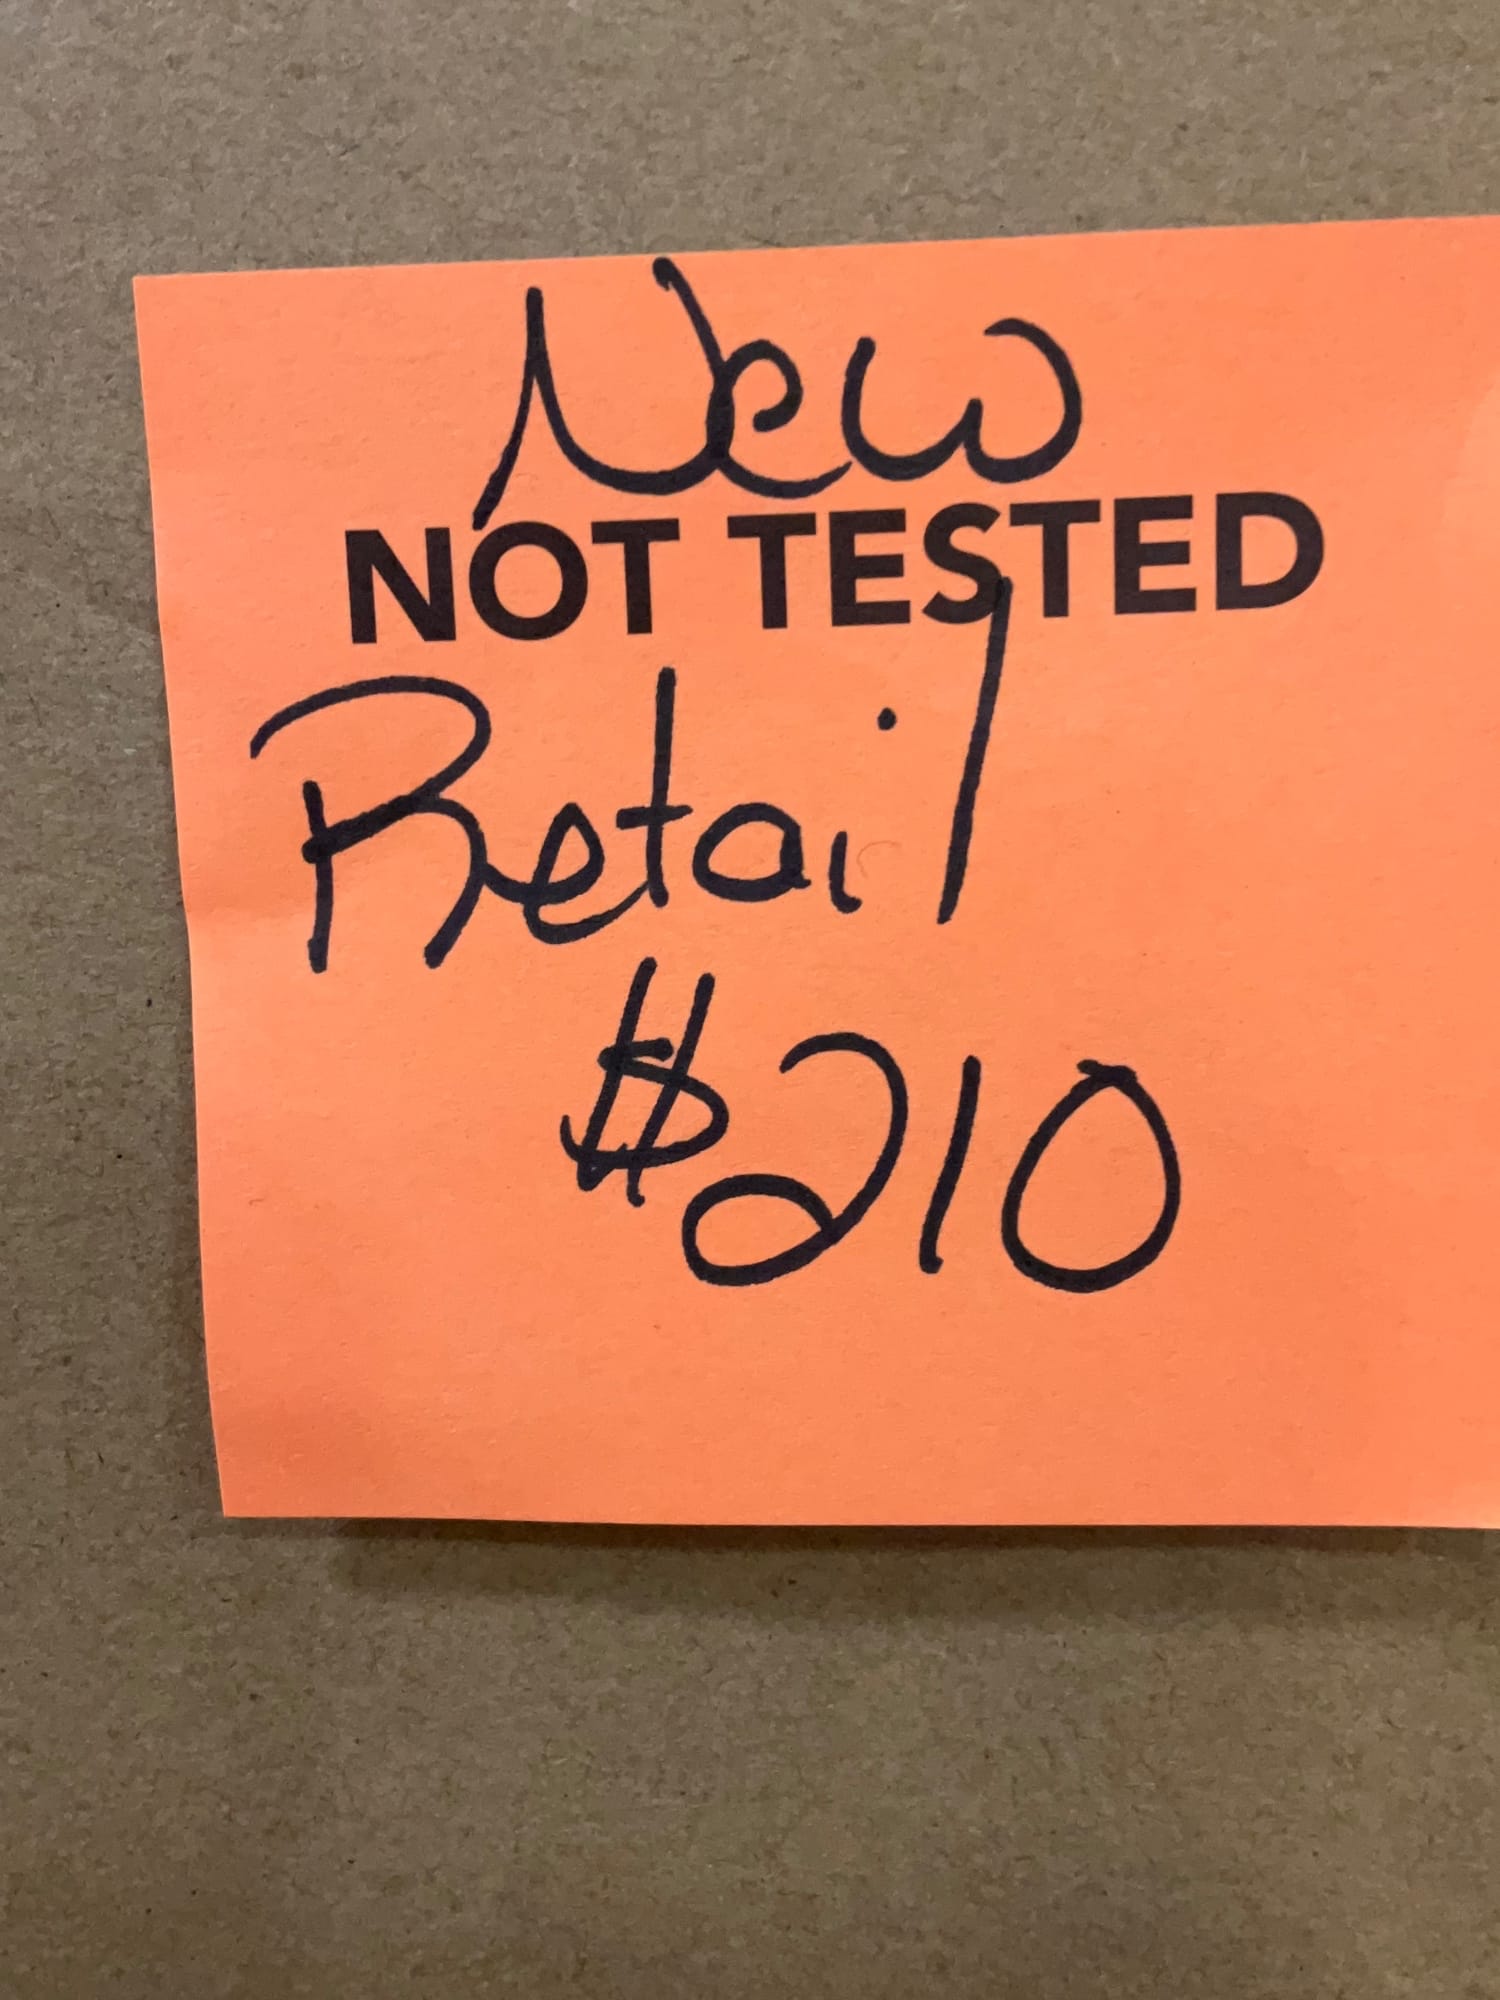 New
NOT TESTED
Retail
$210